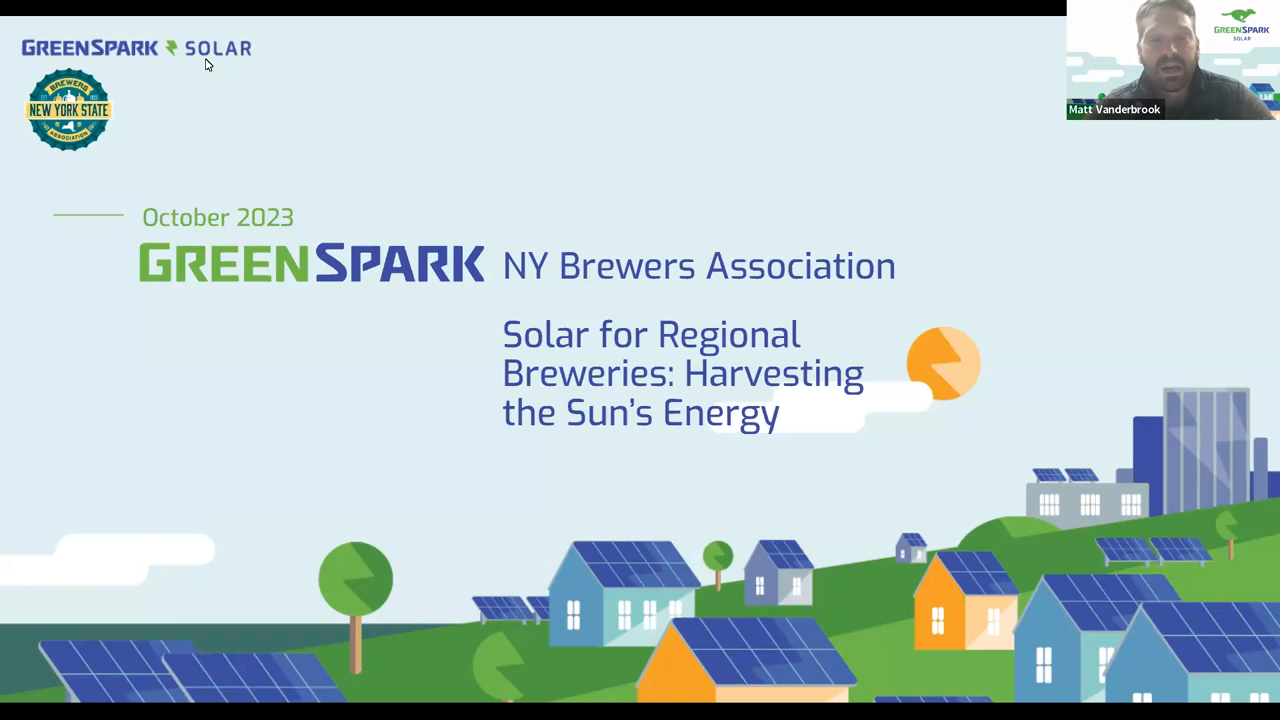 GREENSPARK SOLAR
BREWERS
NEW YORK STATE
ASSOCIATION
GREENSPARK
SOLAR
Matt Vanderbrook
October 2023
GREENSPARK NY Brewers Association
Solar for Regional
Breweries: Harvesting
the Sun's Energy